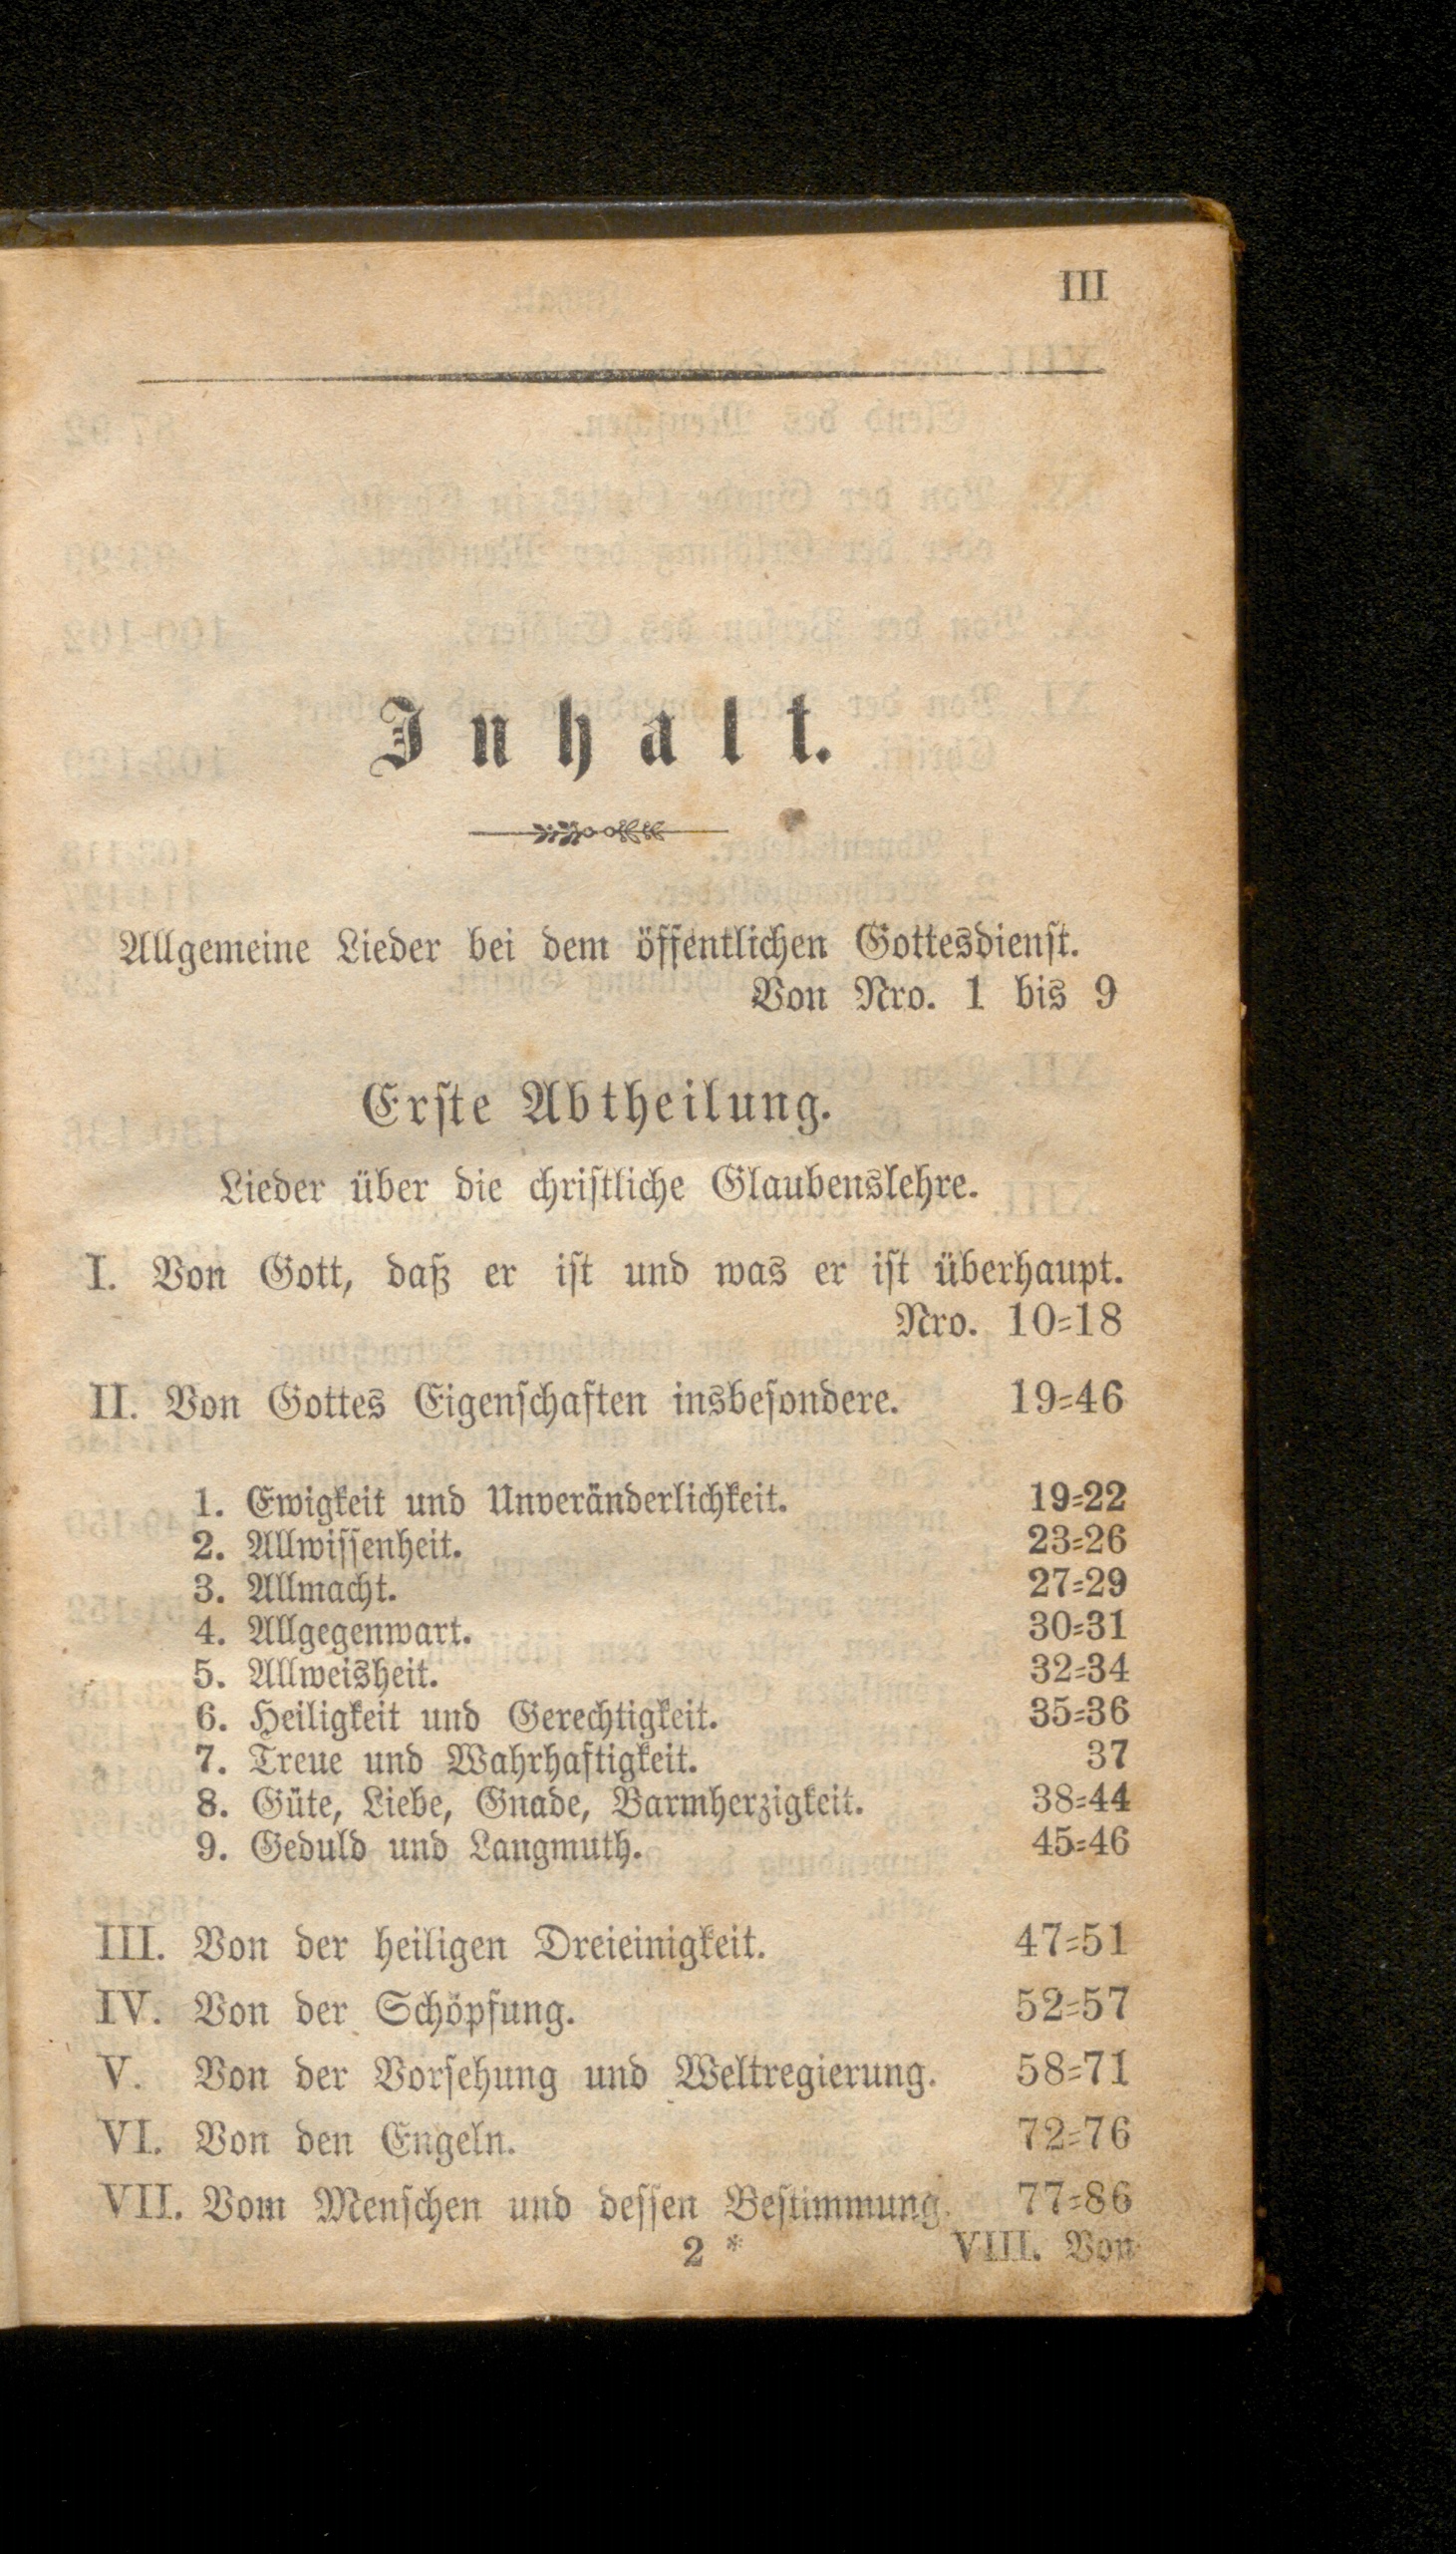 III
Inhalt.
Allgemeine Lieder bei dem öffentlichen Gottesdienst.
Von Nro. 1 bis 9
Erste Abtheilung.
Lieder über die christliche Glaubenslehre.
I. Von Gott, daß er ist und was er ist überhaupt.
Nro. 10=18
II. Von Gottes Eigenschaften insbesondere. 19=46
1. Ewigkeit und Unveränderlichkeit. 19=22
2. Allwissenheit. 23=26
3. Allmacht. 27=29
4. Allgegenwart. 30=31
5. Allweisheit. 32=34
6. Heiligkeit und Gerechtigkeit. 35=36
7. Treue und Wahrhaftigkeit. 37
8. Güte, Liebe, Gnade, Barmherzigkeit. 38=44
9. Geduld und Langmuth. 45=46
III. Von der heiligen Dreieinigkeit. 47=51
IV. Von der Schöpfung. 52=57
V. Von der Vorsehung und Weltregierung. 58=71
VI. Von den Engeln. 72=76
VII. Vom Menschen und dessen Bestimmung. 77=86
2 * VIII. Von